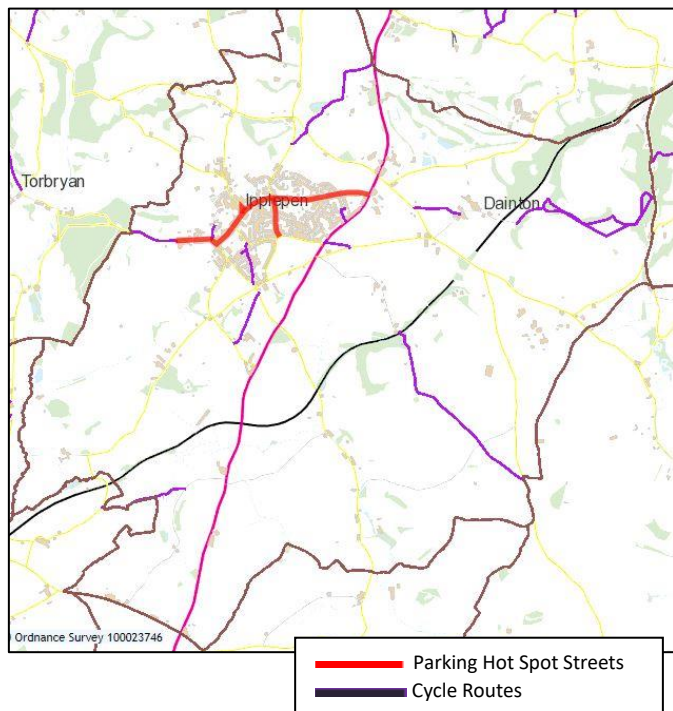 Torbryan
Ipplepen
Dainton
Ordnance Survey 100023746
Parking Hot Spot Streets
Cycle Routes